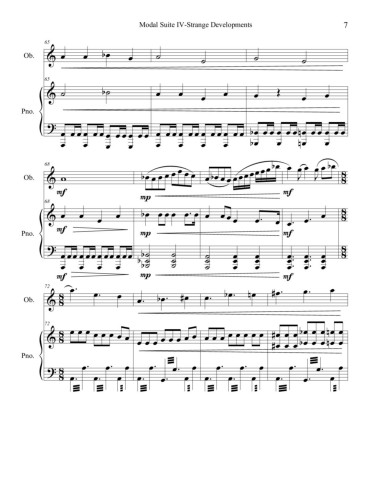 Modal Suite IV-Strange Developments 7
65
Ob.
65
Pno.
68
Ob.
mf mp mf
68
Pno.
mf mp mf
mf mp mf
72
Ob.
72
Pno.